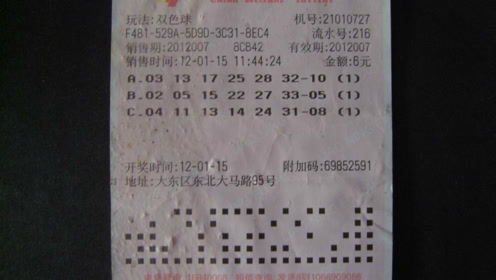 玩法:双色球 机号:21010727
F481-529A-5D9D-3C31-8EC4 流水号:216
销售期:2012007 8CB42 有效期:2012007
销售时间:12-01-15 11:44:24 金额:6元
A.03 13 17 25 28 32-10 (1)
B.02 05 15 22 27 33-05 (1)
C.04 11 13 14 24 31-08 (1)
开奖时间:12-01-15 附加码:69852591
地址:大东区东北大马路35号